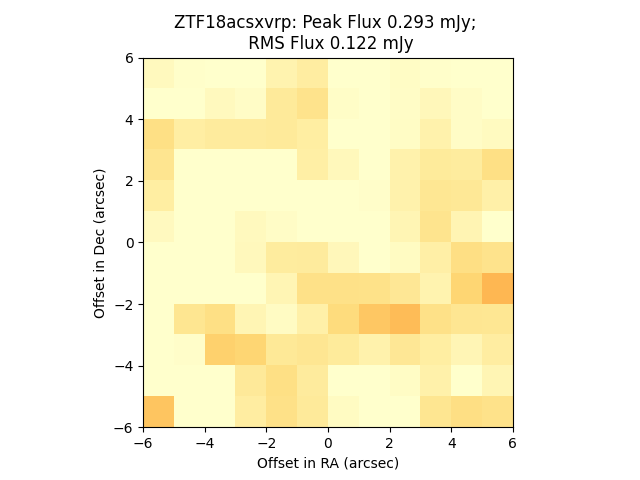 ZTF18acsxvrp: Peak Flux 0.293 mJy;
RMS Flux 0.122 mJy
6
4
2
0
−2
−4
−6
Offset in Dec (arcsec)
−6 −4 −2 0 2 4 6
Offset in RA (arcsec)